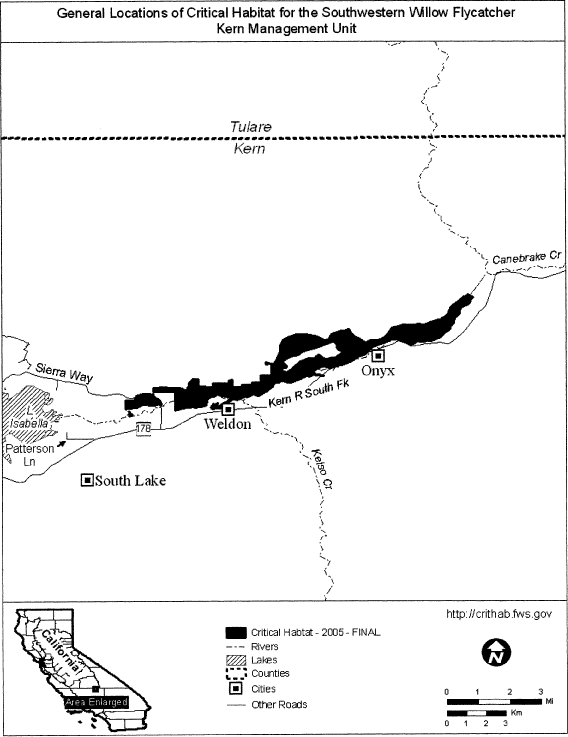 General Locations of Critical Habitat for the Southwestern Willow Flycatcher
Kern Management Unit
Tulare
Kern
Canebrake Cr
Sierra Way
Onyx
Kern R South Fk
L
Isabella
Weldon
178
Patterson
Ln
Kelso Cr
South Lake
http://crithab.fws.gov
California
Area Enlarged
Critical Habtat - 2005 - FINAL
Rivers
Lakes
Counties
Cities
Other Roads
N
0 1 2 3
Mi
Km
0 1 2 3